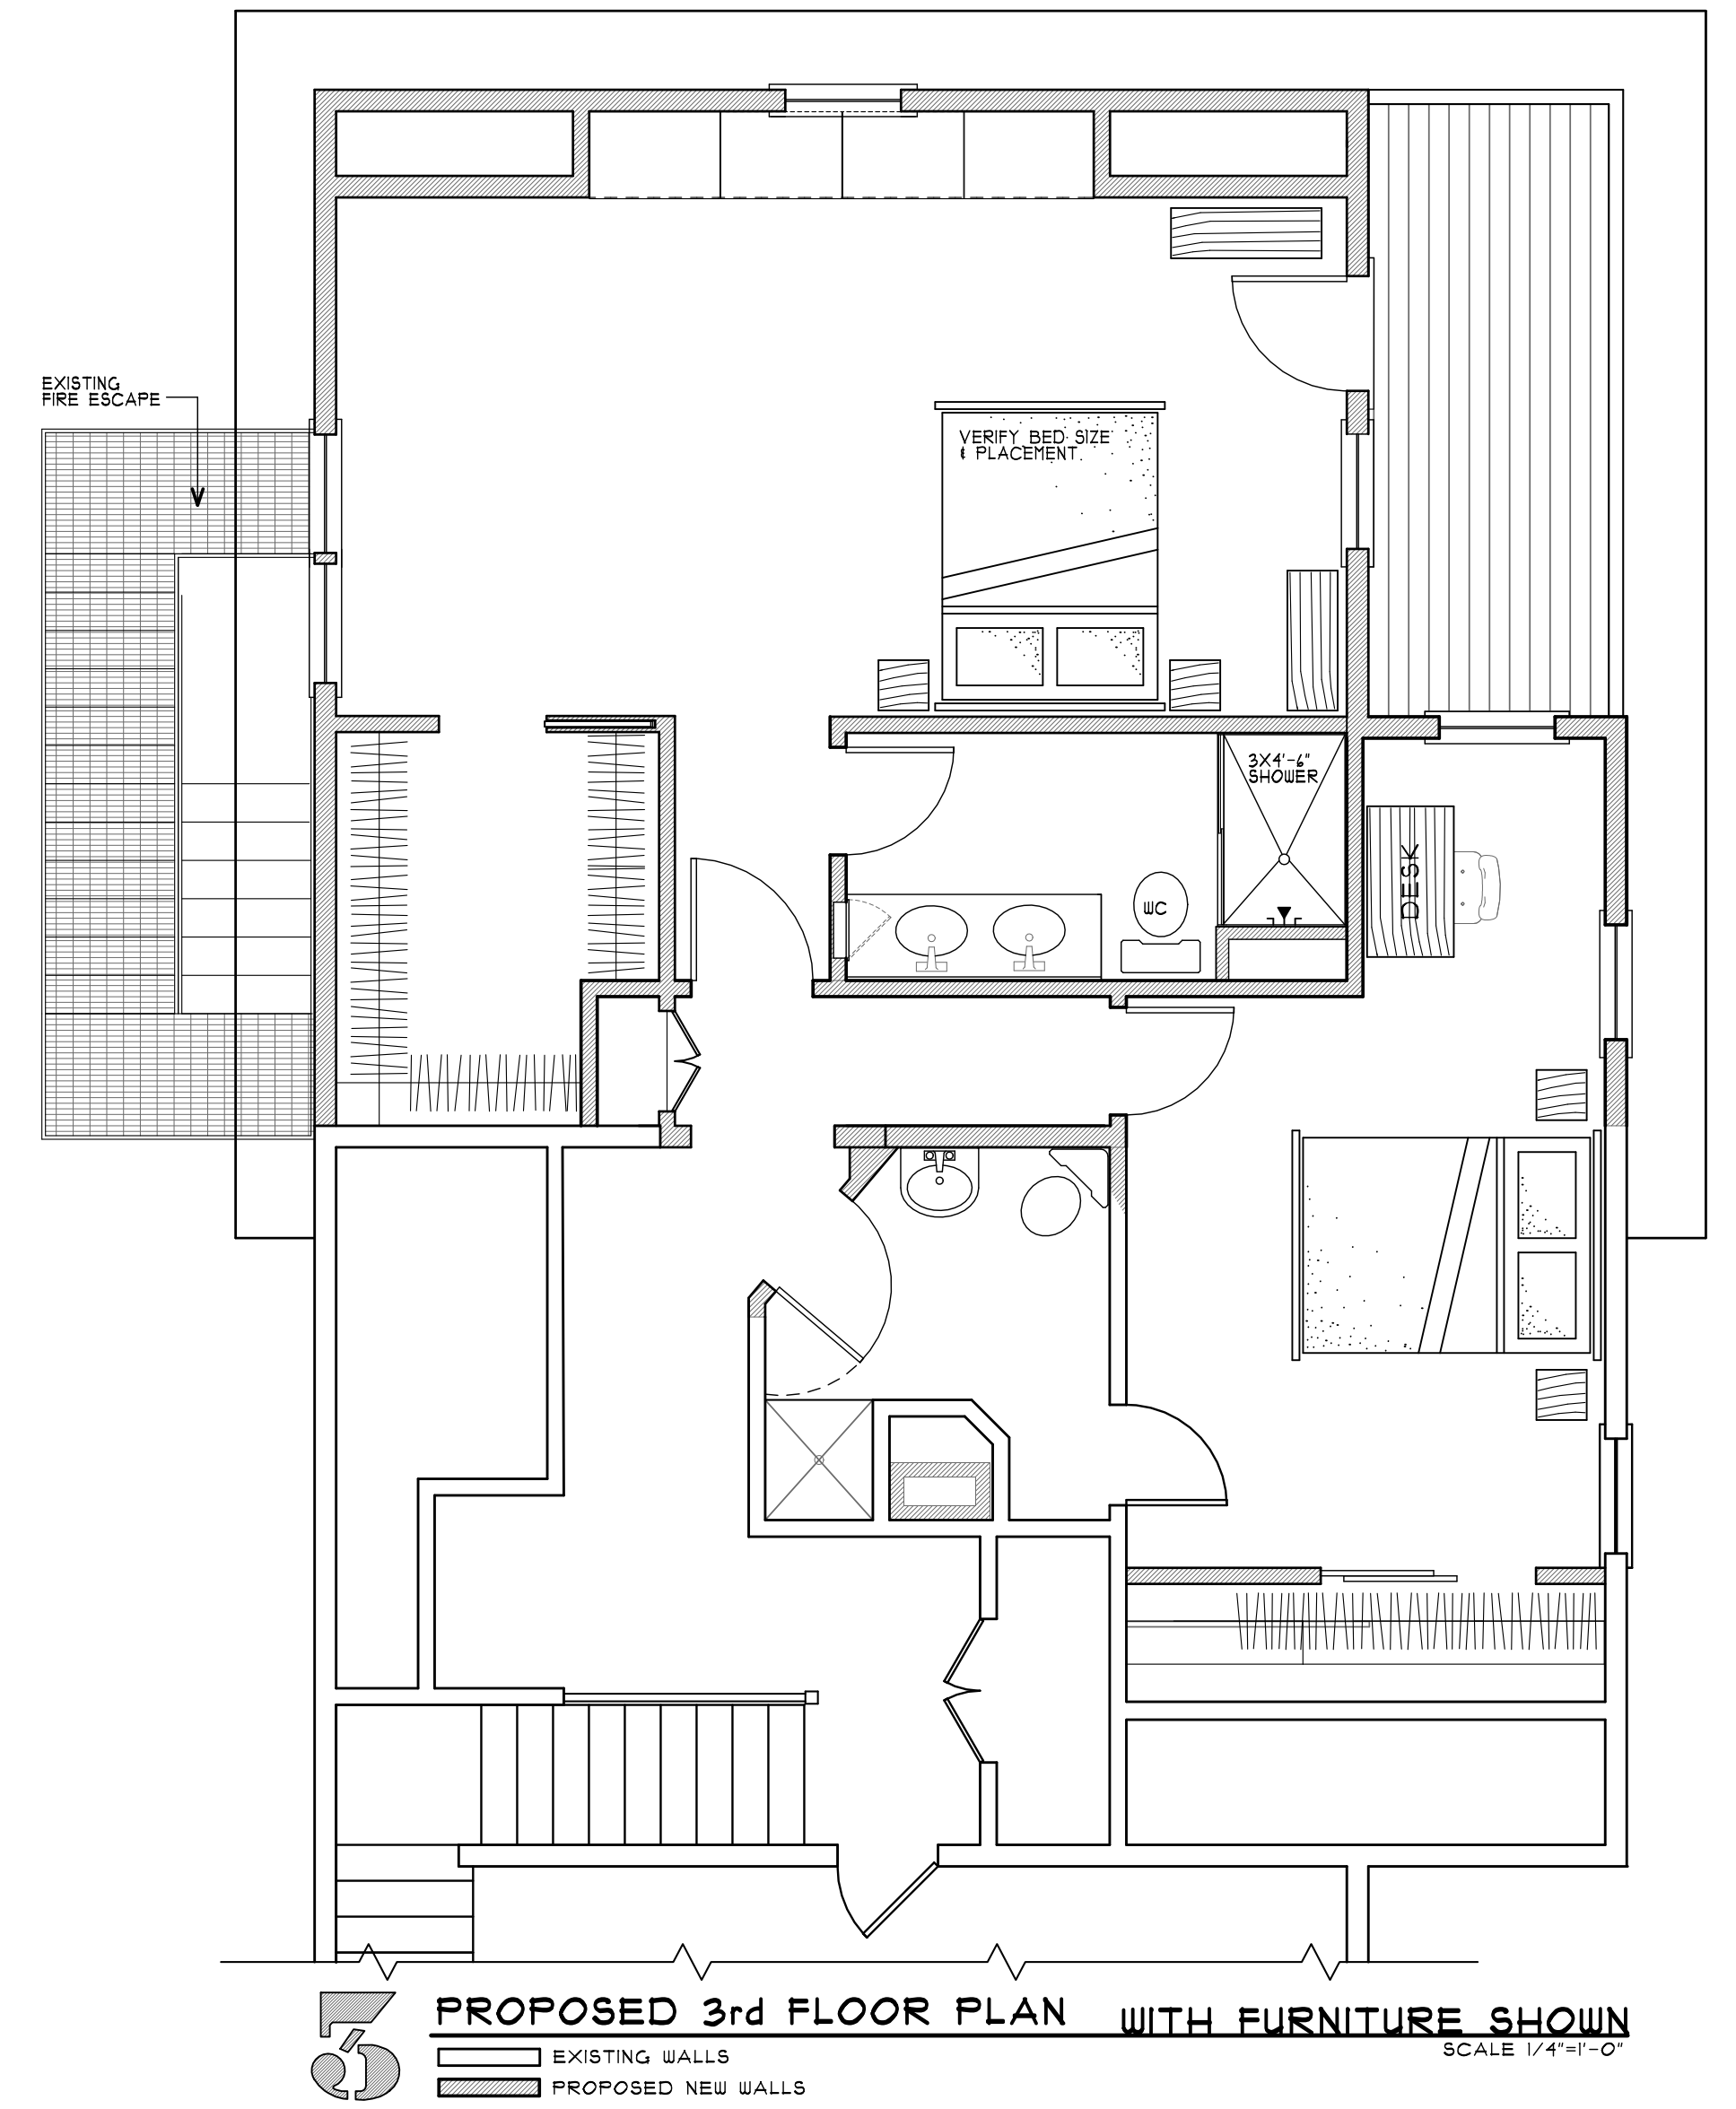 EXISTING
FIRE ESCAPE
VERIFY BED SIZE
& PLACEMENT
3X4'-6"
SHOWER
WC
DESK
3
PROPOSED 3rd FLOOR PLAN WITH FURNITURE SHOWN
SCALE 1/4"=1'-0"
EXISTING WALLS
PROPOSED NEW WALLS